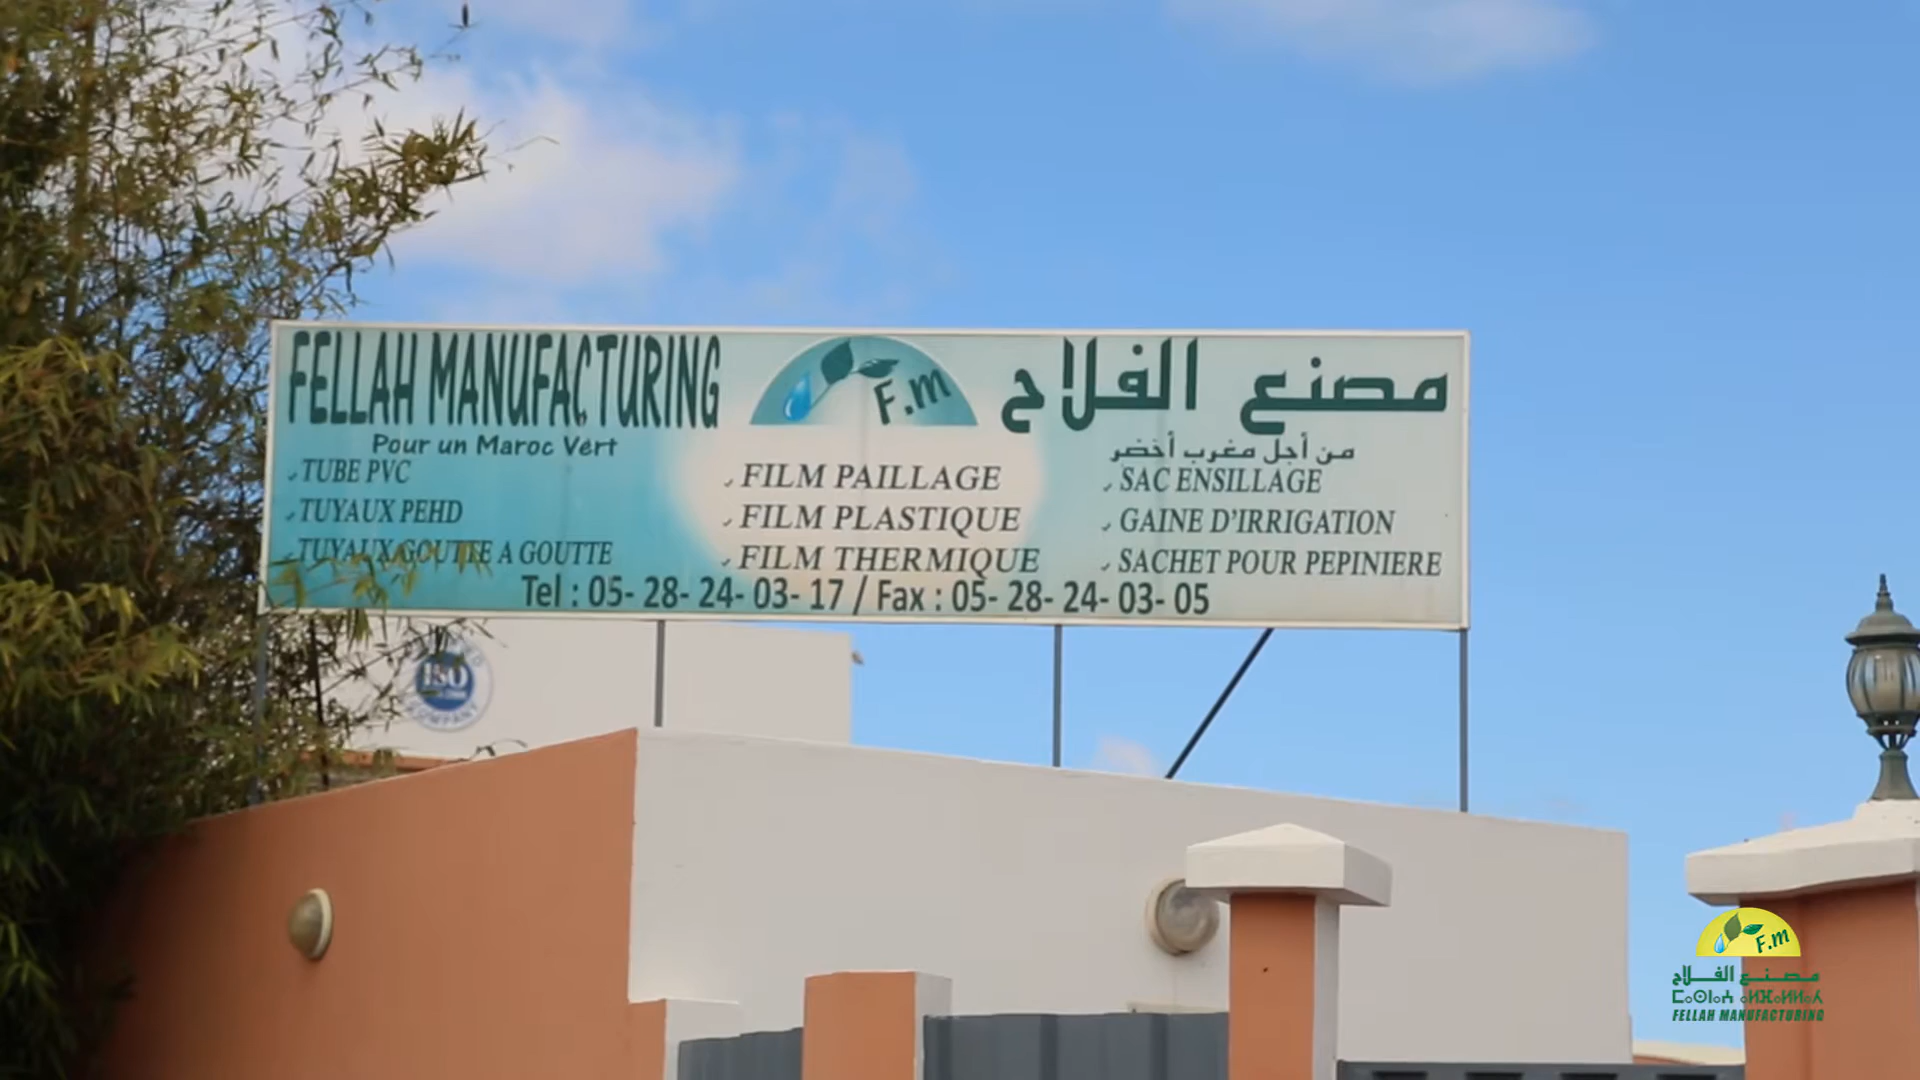 FELLAH MANUFACTURING
Pour un Maroc Vert
F.m
مصنع الفلاح
من أجل مغرب أخضر
TUBE PVC
TUYAUX PEHD
TUYAUX GOUTTE A GOUTTE
FILM PAILLAGE
FILM PLASTIQUE
FILM THERMIQUE
SAC ENSILLAGE
GAINE D'IRRIGATION
SACHET POUR PEPINIERE
Tel : 05- 28- 24- 03- 17 / Fax : 05- 28- 24- 03- 05
ISO
COMPANY
F.m
مصنع الفلاح
FELLAH MANUFACTURING